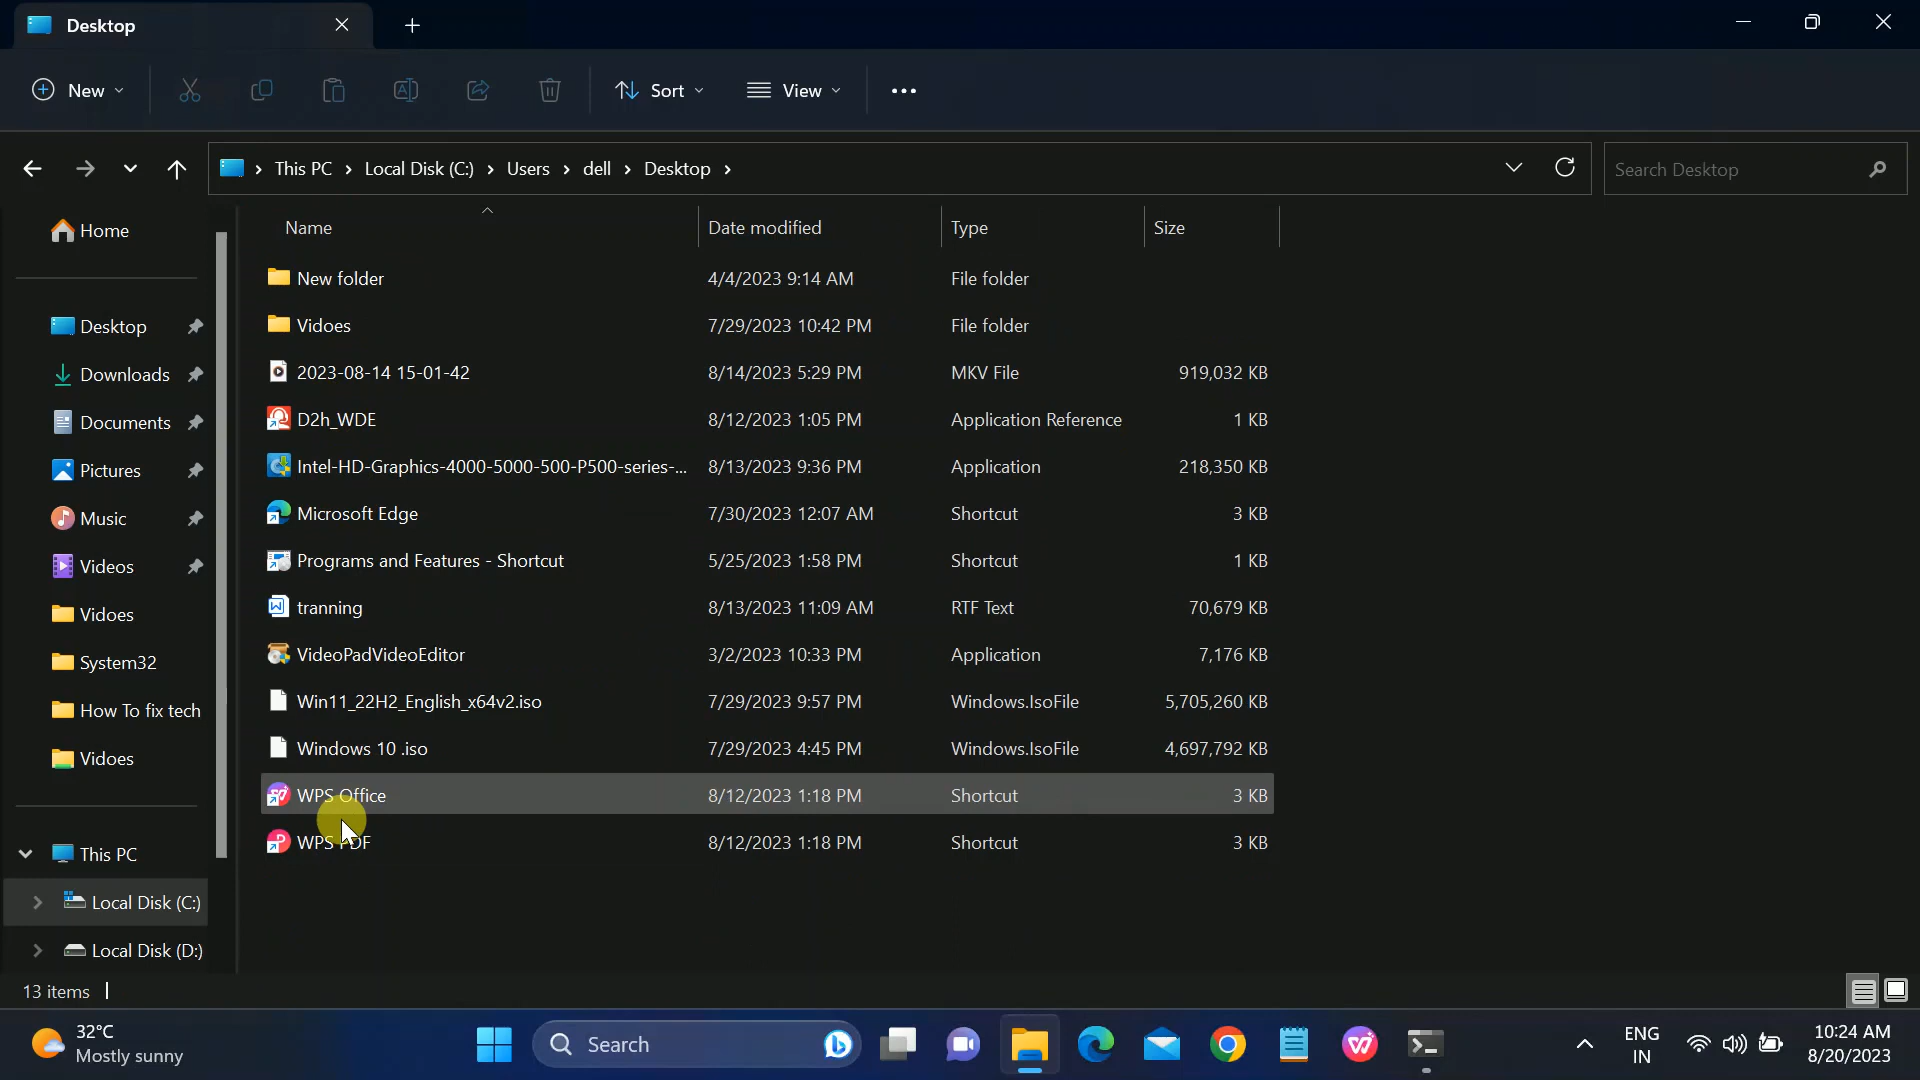 Desktop
New
Sort
View
This PC
Local Disk (C:)
Users
dell
Desktop
Search Desktop
Home
Desktop
Downloads
Documents
Pictures
Music
Videos
Vidoes
System32
How To fix tech
Vidoes
This PC
Local Disk (C:)
Local Disk (D:)
Name Date modified Type Size
New folder 4/4/2023 9:14 AM File folder
Vidoes 7/29/2023 10:42 PM File folder
2023-08-14 15-01-42 8/14/2023 5:29 PM MKV File 919,032 KB
D2h_WDE 8/12/2023 1:05 PM Application Reference 1 KB
Intel-HD-Graphics-4000-5000-500-P500-series-... 8/13/2023 9:36 PM Application 218,350 KB
Microsoft Edge 7/30/2023 12:07 AM Shortcut 3 KB
Programs and Features - Shortcut 5/25/2023 1:58 PM Shortcut 1 KB
tranning 8/13/2023 11:09 AM RTF Text 70,679 KB
VideoPadVideoEditor 3/2/2023 10:33 PM Application 7,176 KB
Win11_22H2_English_x64v2.iso 7/29/2023 9:57 PM Windows.IsoFile 5,705,260 KB
Windows 10 .iso 7/29/2023 4:45 PM Windows.IsoFile 4,697,792 KB
WPS Office 8/12/2023 1:18 PM Shortcut 3 KB
WPS PDF 8/12/2023 1:18 PM Shortcut 3 KB
13 items
32°C
Mostly sunny
Search
ENG
IN
10:24 AM
8/20/2023